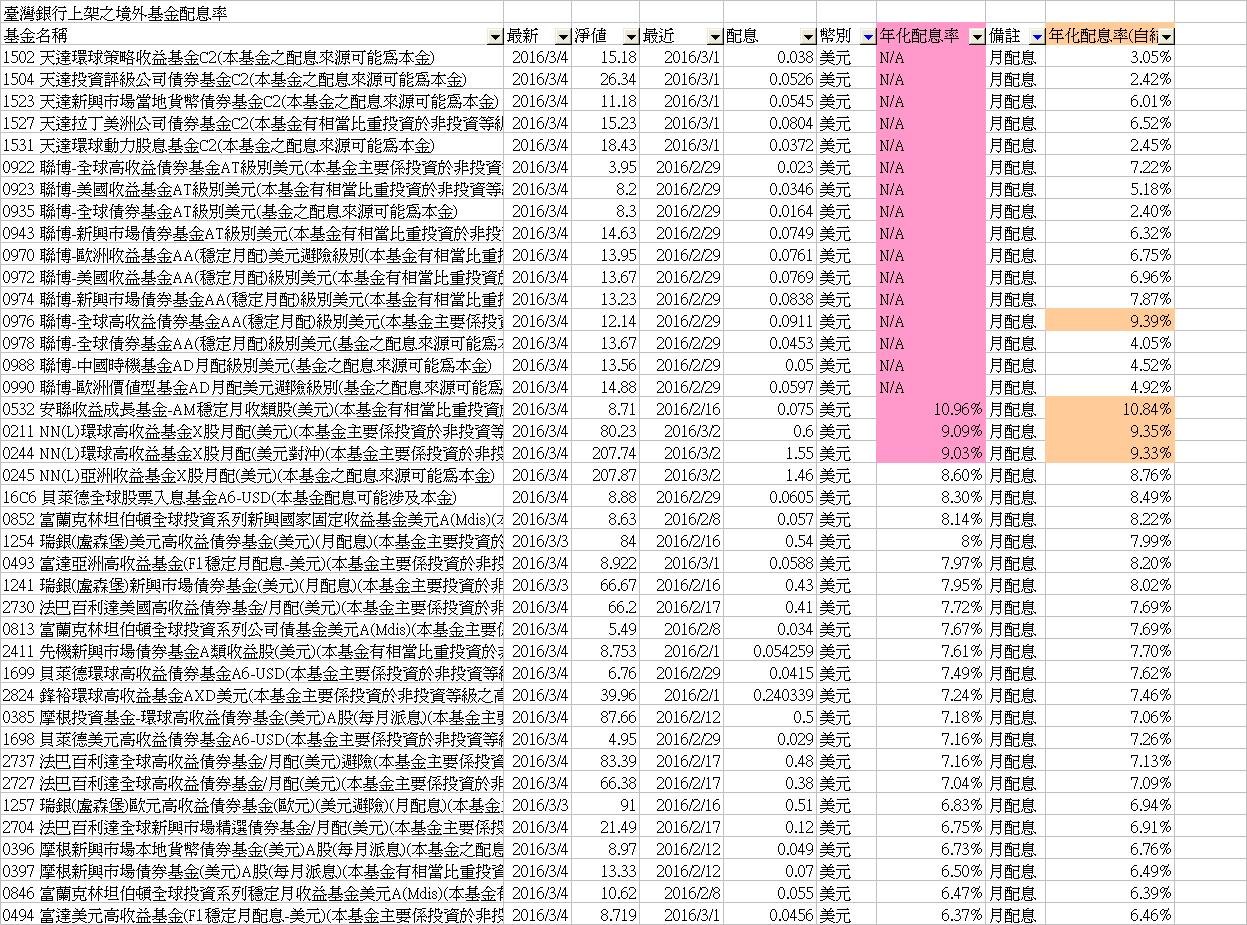 臺灣銀行上架之境外基金配息率
基金名稱 最新 淨值 最近 配息 幣別 年化配息率 備註 年化配息率(自結
1502 天達環球策略收益基金C2(本基金之配息來源可能為本金) 2016/3/4 15.18 2016/3/1 0.038 美元 N/A 月配息 3.05%
1504 天達投資評級公司債券基金C2(本基金之配息來源可能為本金) 2016/3/4 26.34 2016/3/1 0.0526 美元 N/A 月配息 2.42%
1523 天達新興市場當地貨幣債券基金C2(本基金之配息來源可能為本金) 2016/3/4 11.18 2016/3/1 0.0545 美元 N/A 月配息 6.01%
1527 天達拉丁美洲公司債券基金C2(本基金有相當比重投資於非投資等級 2016/3/4 15.23 2016/3/1 0.0804 美元 N/A 月配息 6.52%
1531 天達環球動力股息基金C2(本基金之配息來源可能為本金) 2016/3/4 18.43 2016/3/1 0.0372 美元 N/A 月配息 2.45%
0922 聯博-全球高收益債券基金AT級別美元(本基金主要係投資於非投資 2016/3/4 3.95 2016/2/29 0.023 美元 N/A 月配息 7.22%
0923 聯博-美國收益基金AT級別美元(本基金有相當比重投資於非投資等 2016/3/4 8.2 2016/2/29 0.0346 美元 N/A 月配息 5.18%
0935 聯博-全球債券基金AT級別美元(基金之配息來源可能為本金) 2016/3/4 8.3 2016/2/29 0.0164 美元 N/A 月配息 2.40%
0943 聯博-新興市場債券基金AT級別美元(本基金有相當比重投資於非投 2016/3/4 14.63 2016/2/29 0.0749 美元 N/A 月配息 6.32%
0970 聯博-歐洲收益基金AA(穩定月配)美元避險級別(本基金有相當比重投 2016/3/4 13.95 2016/2/29 0.0761 美元 N/A 月配息 6.75%
0972 聯博-美國收益基金AA(穩定月配)級別美元(本基金有相當比重投資於 2016/3/4 13.67 2016/2/29 0.0769 美元 N/A 月配息 6.96%
0974 聯博-新興市場債券基金AA(穩定月配)級別美元(本基金有相當比重 2016/3/4 13.23 2016/2/29 0.0838 美元 N/A 月配息 7.87%
0976 聯博-全球高收益債券基金AA(穩定月配)級別美元(本基金主要係投資 2016/3/4 12.14 2016/2/29 0.0911 美元 N/A 月配息 9.39%
0978 聯博-全球債券基金AA(穩定月配)級別美元(基金之配息來源可能為本 2016/3/4 13.67 2016/2/29 0.0453 美元 N/A 月配息 4.05%
0988 聯博-中國時機基金AD月配級別美元(基金之配息來源可能為本金) 2016/3/4 13.56 2016/2/29 0.05 美元 N/A 月配息 4.52%
0990 聯博-歐洲價值型基金AD月配美元避險級別(基金之配息來源可能為 2016/3/4 14.88 2016/2/29 0.0597 美元 N/A 月配息 4.92%
0532 安聯收益成長基金-AM穩定月收類股(美元)(本基金有相當比重投資 2016/3/4 8.71 2016/2/16 0.075 美元 10.96% 月配息 10.84%
0211 NN(L)環球高收益基金X股月配(美元)(本基金主要係投資於非投資等 2016/3/4 80.23 2016/3/2 0.6 美元 9.09% 月配息 9.35%
0244 NN(L)環球高收益基金X股月配(美元對沖)(本基金主要係投資於非投 2016/3/4 207.74 2016/3/2 1.55 美元 9.03% 月配息 9.33%
0245 NN(L)亞洲收益基金X股月配(美元)(本基金之配息來源可能為本金) 2016/3/4 207.87 2016/3/2 1.46 美元 8.60% 月配息 8.76%
16C6 貝萊德全球股票入息基金A6-USD(本基金配息可能涉及本金) 2016/3/4 8.88 2016/2/29 0.0605 美元 8.30% 月配息 8.49%
0852 富蘭克林坦伯頓全球投資系列新興國家固定收益基金美元A(Mdis)(本 2016/3/4 8.63 2016/2/8 0.057 美元 8.14% 月配息 8.22%
1254 瑞銀(盧森堡)美元高收益債券基金(美元)(月配息)(本基金主要投資於 2016/3/3 84 2016/2/16 0.54 美元 8% 月配息 7.99%
0493 富達亞洲高收益基金(F1穩定月配息-美元)(本基金主要係投資於非投 2016/3/4 8.922 2016/3/1 0.0588 美元 7.97% 月配息 8.20%
1241 瑞銀(盧森堡)新興市場債券基金(美元)(月配息)(本基金主要投資於非 2016/3/3 66.67 2016/2/16 0.43 美元 7.95% 月配息 8.02%
2730 法巴百利達美國高收益債券基金/月配(美元)(本基金主要係投資於非 2016/3/4 66.2 2016/2/17 0.41 美元 7.72% 月配息 7.69%
0813 富蘭克林坦伯頓全球投資系列公司債基金美元A(Mdis)(本基金主要係 2016/3/4 5.49 2016/2/8 0.034 美元 7.67% 月配息 7.69%
2411 先機新興市場債券基金A類收益股(美元)(本基金有相當比重投資於非 2016/3/4 8.753 2016/2/1 0.054259 美元 7.61% 月配息 7.70%
1699 貝萊德環球高收益債券基金A6-USD(本基金主要係投資於非投資等級 2016/3/4 6.76 2016/2/29 0.0415 美元 7.49% 月配息 7.62%
2824 鋒裕環球高收益基金AXD美元(本基金主要係投資於非投資等級之高 2016/3/4 39.96 2016/2/1 0.240339 美元 7.24% 月配息 7.46%
0385 摩根投資基金-環球高收益債券基金(美元)A股(每月派息)(本基金主要 2016/3/4 87.66 2016/2/12 0.5 美元 7.18% 月配息 7.06%
1698 貝萊德美元高收益債券基金A6-USD(本基金主要係投資於非投資等級 2016/3/4 4.95 2016/2/29 0.029 美元 7.16% 月配息 7.26%
2737 法巴百利達全球高收益債券基金/月配(美元)避險(本基金主要係投資 2016/3/4 83.39 2016/2/17 0.48 美元 7.16% 月配息 7.13%
2727 法巴百利達全球高收益債券基金/月配(美元)(本基金主要係投資於非 2016/3/4 66.38 2016/2/17 0.38 美元 7.04% 月配息 7.09%
1257 瑞銀(盧森堡)歐元高收益債券基金(歐元)(美元避險)(月配息)(本基金 2016/3/3 91 2016/2/16 0.51 美元 6.83% 月配息 6.94%
2704 法巴百利達全球新興市場精選債券基金/月配(美元)(本基金主要係投 2016/3/4 21.49 2016/2/17 0.12 美元 6.75% 月配息 6.91%
0396 摩根新興市場本地貨幣債券基金(美元)A股(每月派息)(本基金之配息 2016/3/4 8.97 2016/2/12 0.049 美元 6.73% 月配息 6.76%
0397 摩根新興市場債券基金(美元)A股(每月派息)(本基金有相當比重投資 2016/3/4 13.33 2016/2/12 0.07 美元 6.50% 月配息 6.49%
0846 富蘭克林坦伯頓全球投資系列穩定月收益基金美元A(Mdis)(本基金有 2016/3/4 10.62 2016/2/8 0.055 美元 6.47% 月配息 6.39%
0494 富達美元高收益基金(F1穩定月配息-美元)(本基金主要係投資於非投 2016/3/4 8.719 2016/3/1 0.0456 美元 6.37% 月配息 6.46%